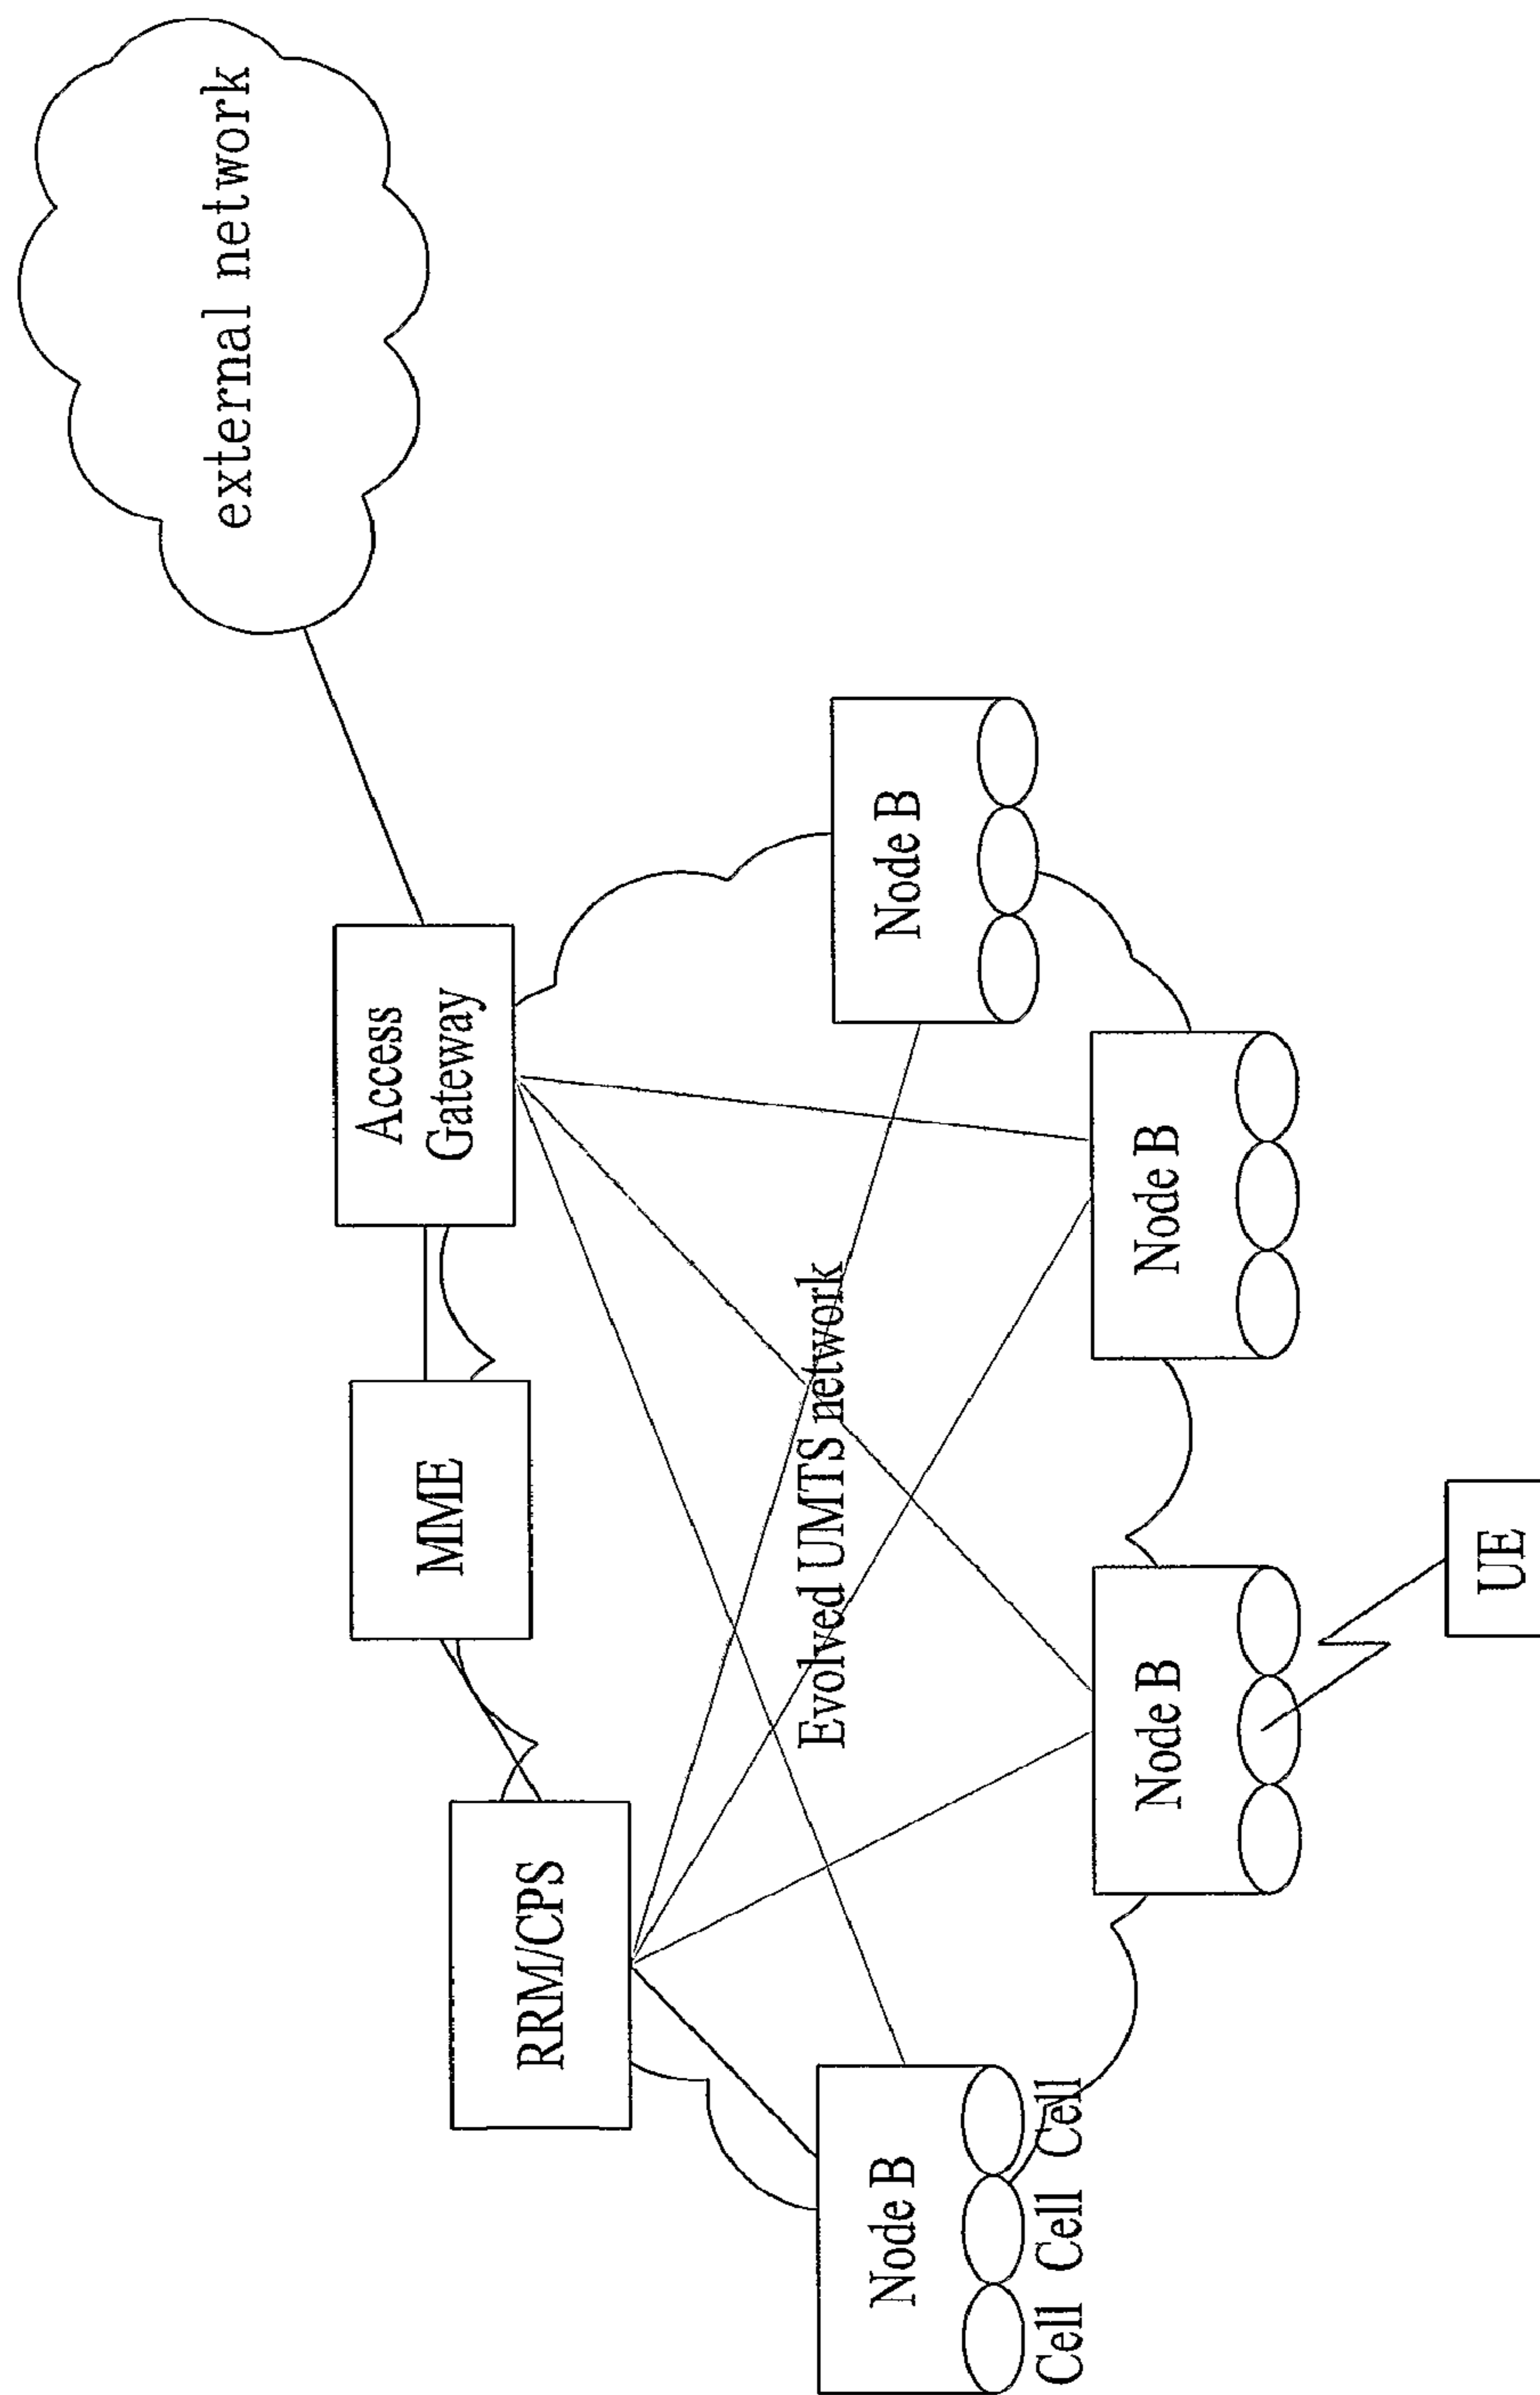 external network
Access
Gateway
MME
RRM/CPS
Evolved UMTS network
Node B
Node B
Node B
Node B
Cell Cell Cell
UE